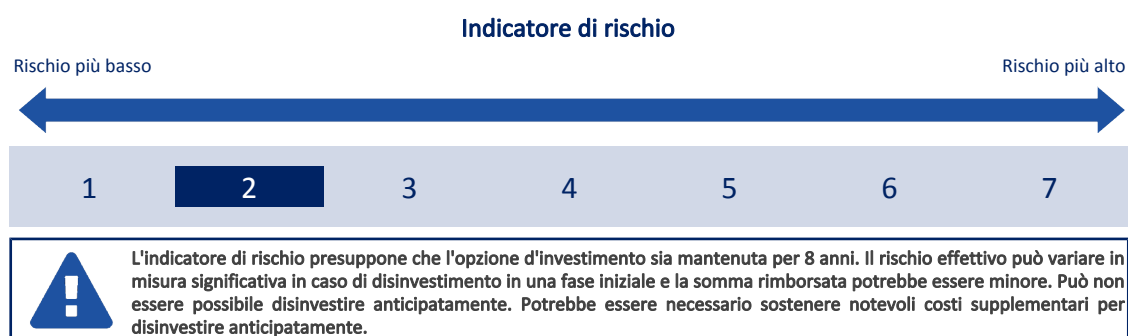 Indicatore di rischio
Rischio più basso Rischio più alto
1 2 3 4 5 6 7
L'indicatore di rischio presuppone che l'opzione d'investimento sia mantenuta per 8 anni. Il rischio effettivo può variare in
misura significativa in caso di disinvestimento in una fase iniziale e la somma rimborsata potrebbe essere minore. Può non
essere possibile disinvestire anticipatamente. Potrebbe essere necessario sostenere notevoli costi supplementari per
disinvestire anticipatamente.